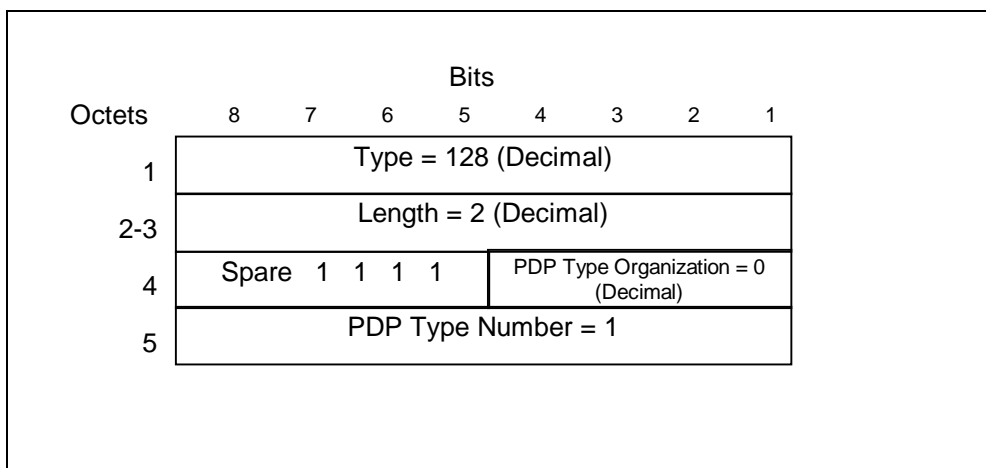 Bits
Octets 8 7 6 5 4 3 2 1
1 Type = 128 (Decimal)
2-3 Length = 2 (Decimal)
4 Spare 1 1 1 1 PDP Type Organization = 0
(Decimal)
5 PDP Type Number = 1